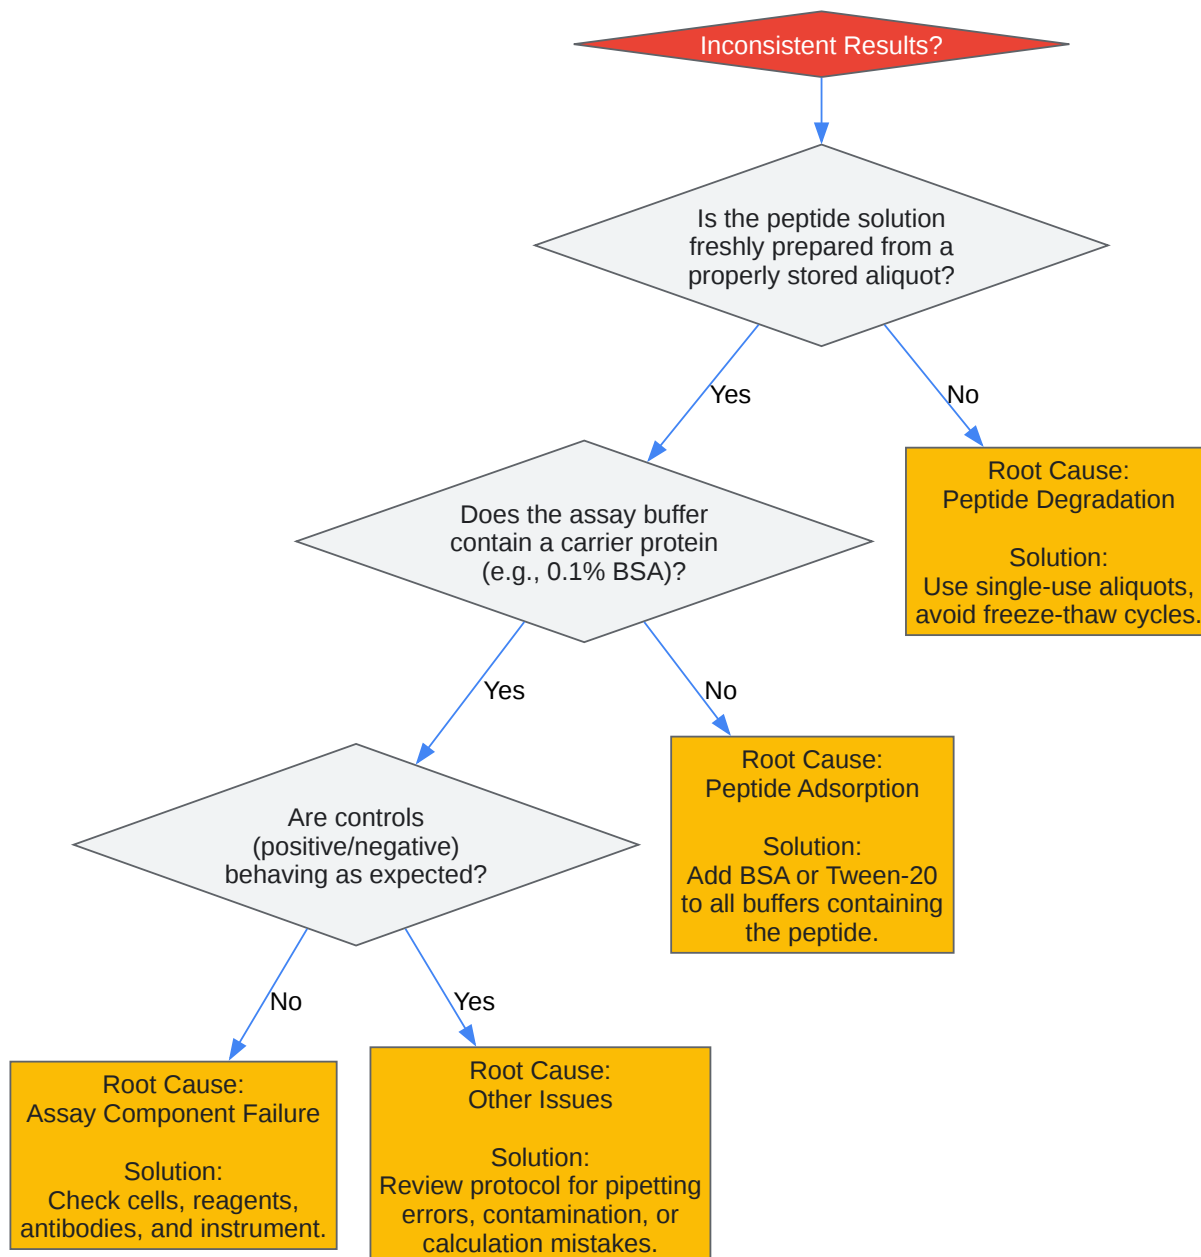 Inconsistent Results?
Is the peptide solution
freshly prepared from a
properly stored aliquot?
Yes
No
Does the assay buffer
contain a carrier protein
(e.g., 0.1% BSA)?
Root Cause:
Peptide Degradation
Solution:
Use single-use aliquots,
avoid freeze-thaw cycles.
Yes
No
Are controls
(positive/negative)
behaving as expected?
Root Cause:
Peptide Adsorption
Solution:
Add BSA or Tween-20
to all buffers containing
the peptide.
No
Yes
Root Cause:
Assay Component Failure
Solution:
Check cells, reagents,
antibodies, and instrument.
Root Cause:
Other Issues
Solution:
Review protocol for pipetting
errors, contamination, or
calculation mistakes.